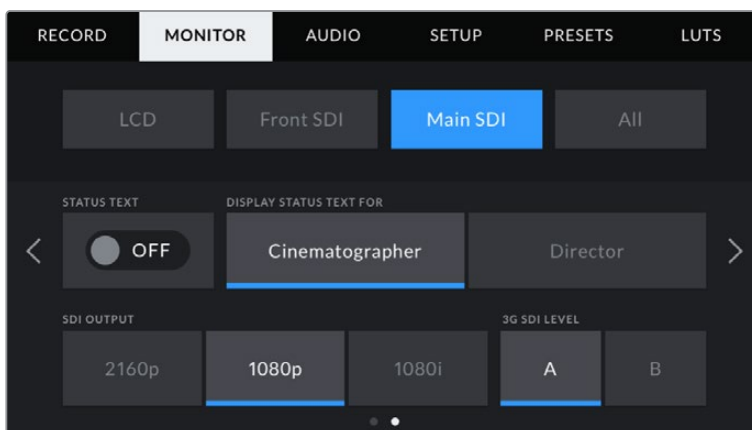 RECORD MONITOR AUDIO SETUP PRESETS LUTS
LCD Front SDI Main SDI All
STATUS TEXT DISPLAY STATUS TEXT FOR
OFF Cinematographer Director
SDI OUTPUT 3G SDI LEVEL
2160p 1080p 1080i A B